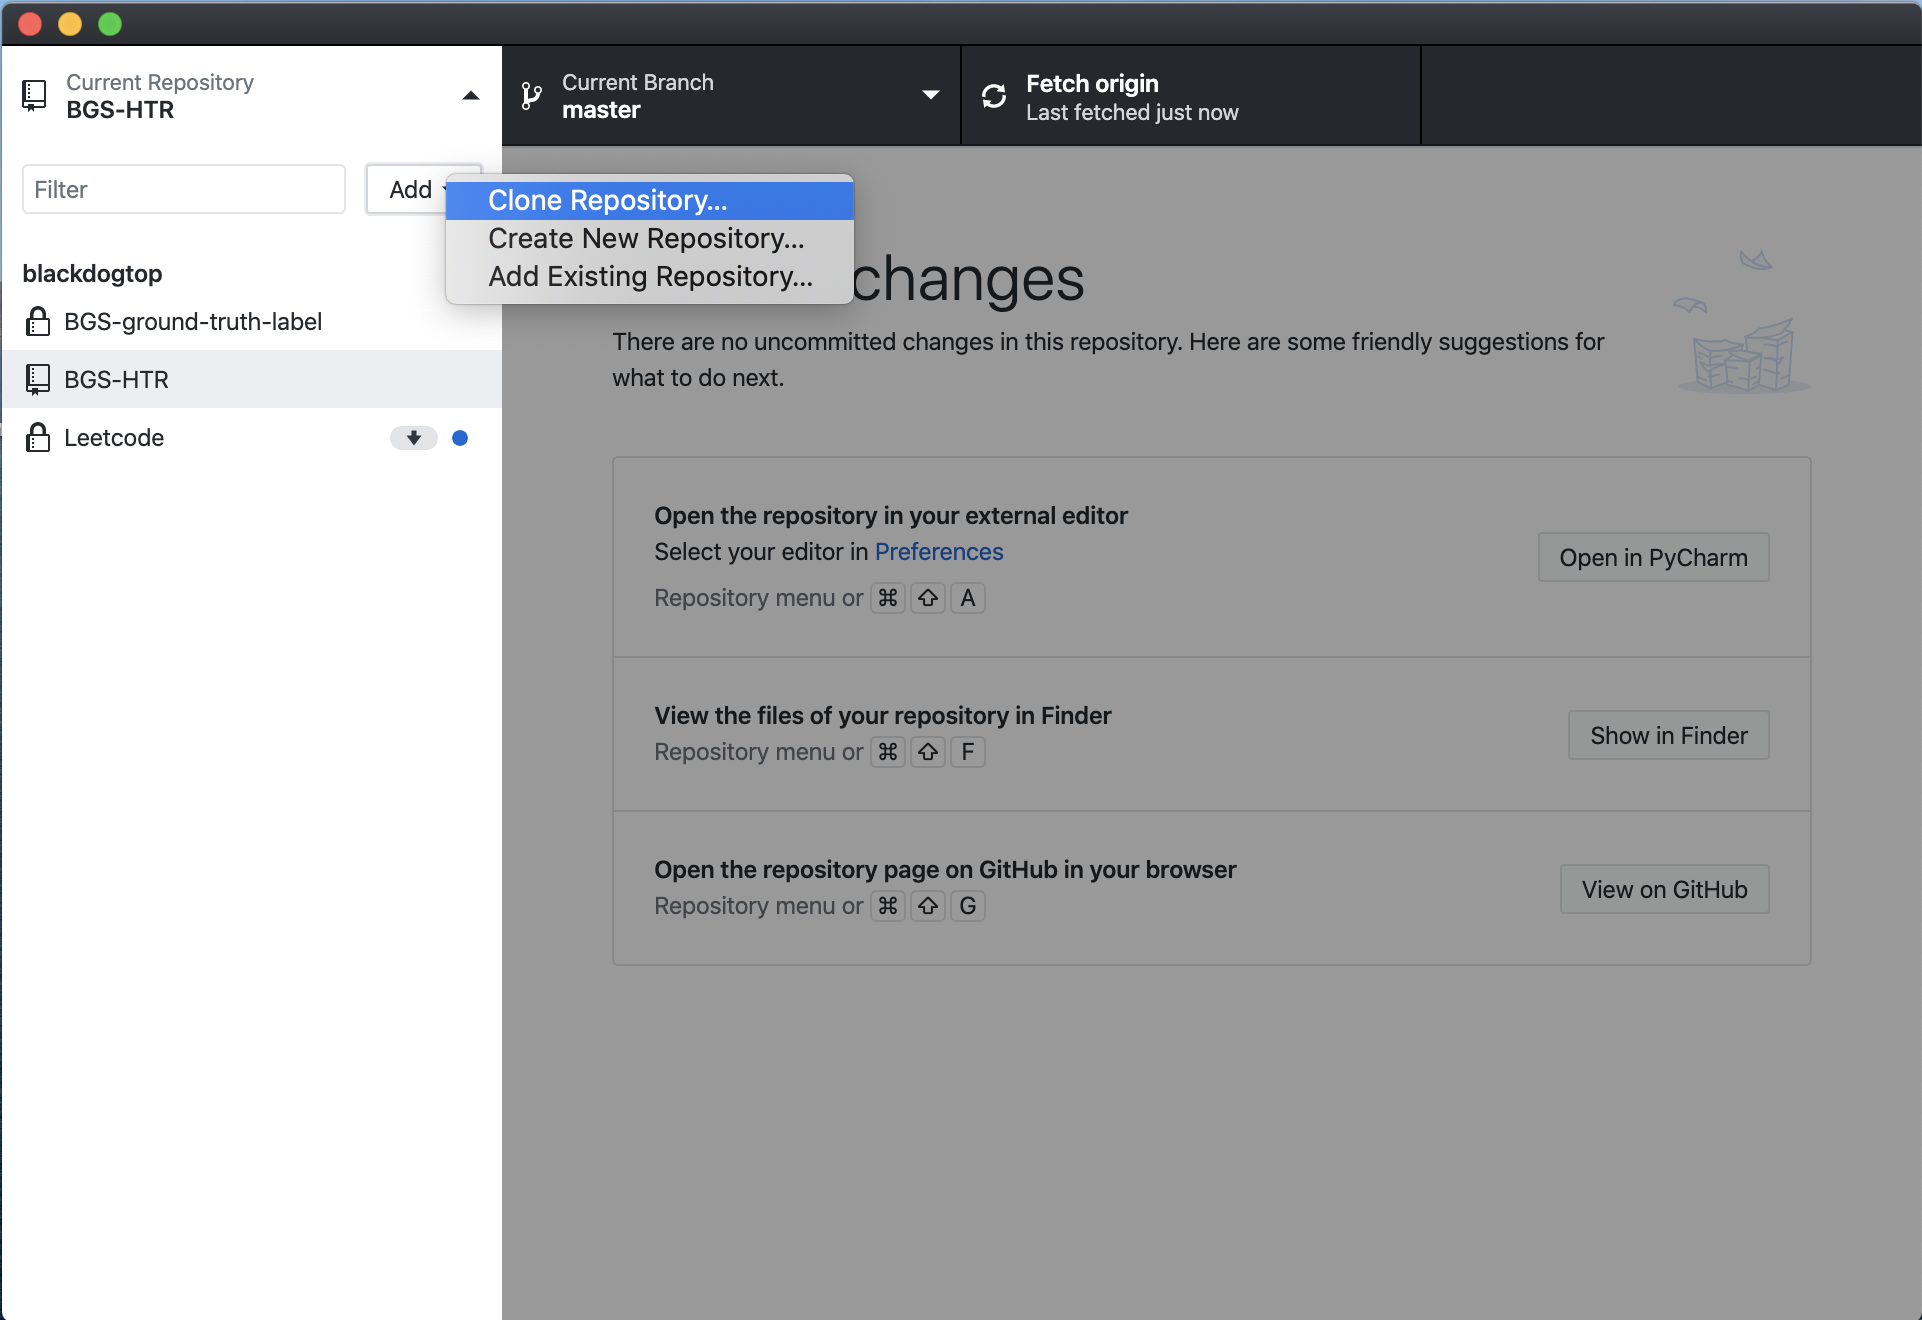 Current Repository
BGS-HTR
Current Branch
master
Fetch origin
Last fetched just now
Filter
Add
Clone Repository...
Create New Repository...
Add Existing Repository...
blackdogtop
BGS-ground-truth-label
BGS-HTR
Leetcode
changes
There are no uncommitted changes in this repository. Here are some friendly suggestions for
what to do next.
Open the repository in your external editor
Select your editor in Preferences
Repository menu or ⌘ ⇧ A
Open in PyCharm
View the files of your repository in Finder
Repository menu or ⌘ ⇧ F
Show in Finder
Open the repository page on GitHub in your browser
Repository menu or ⌘ ⇧ G
View on GitHub